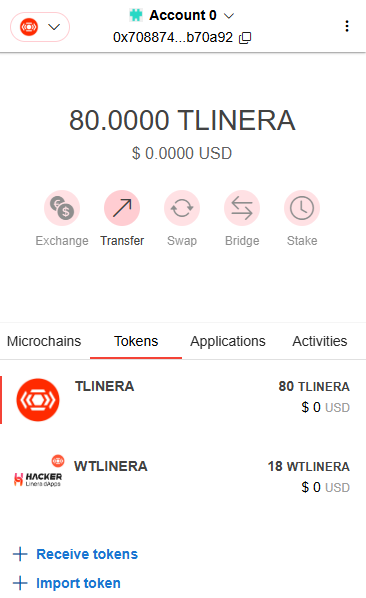 Account 0
0x708874...b70a92
80.0000 TLINERA
$ 0.0000 USD
Exchange Transfer Swap Bridge Stake
Microchains Tokens Applications Activities
TLINERA 80 TLINERA
$ 0 USD
WTLINERA 18 WTLINERA
HACKER
Linera dApps
$ 0 USD
Receive tokens
Import token